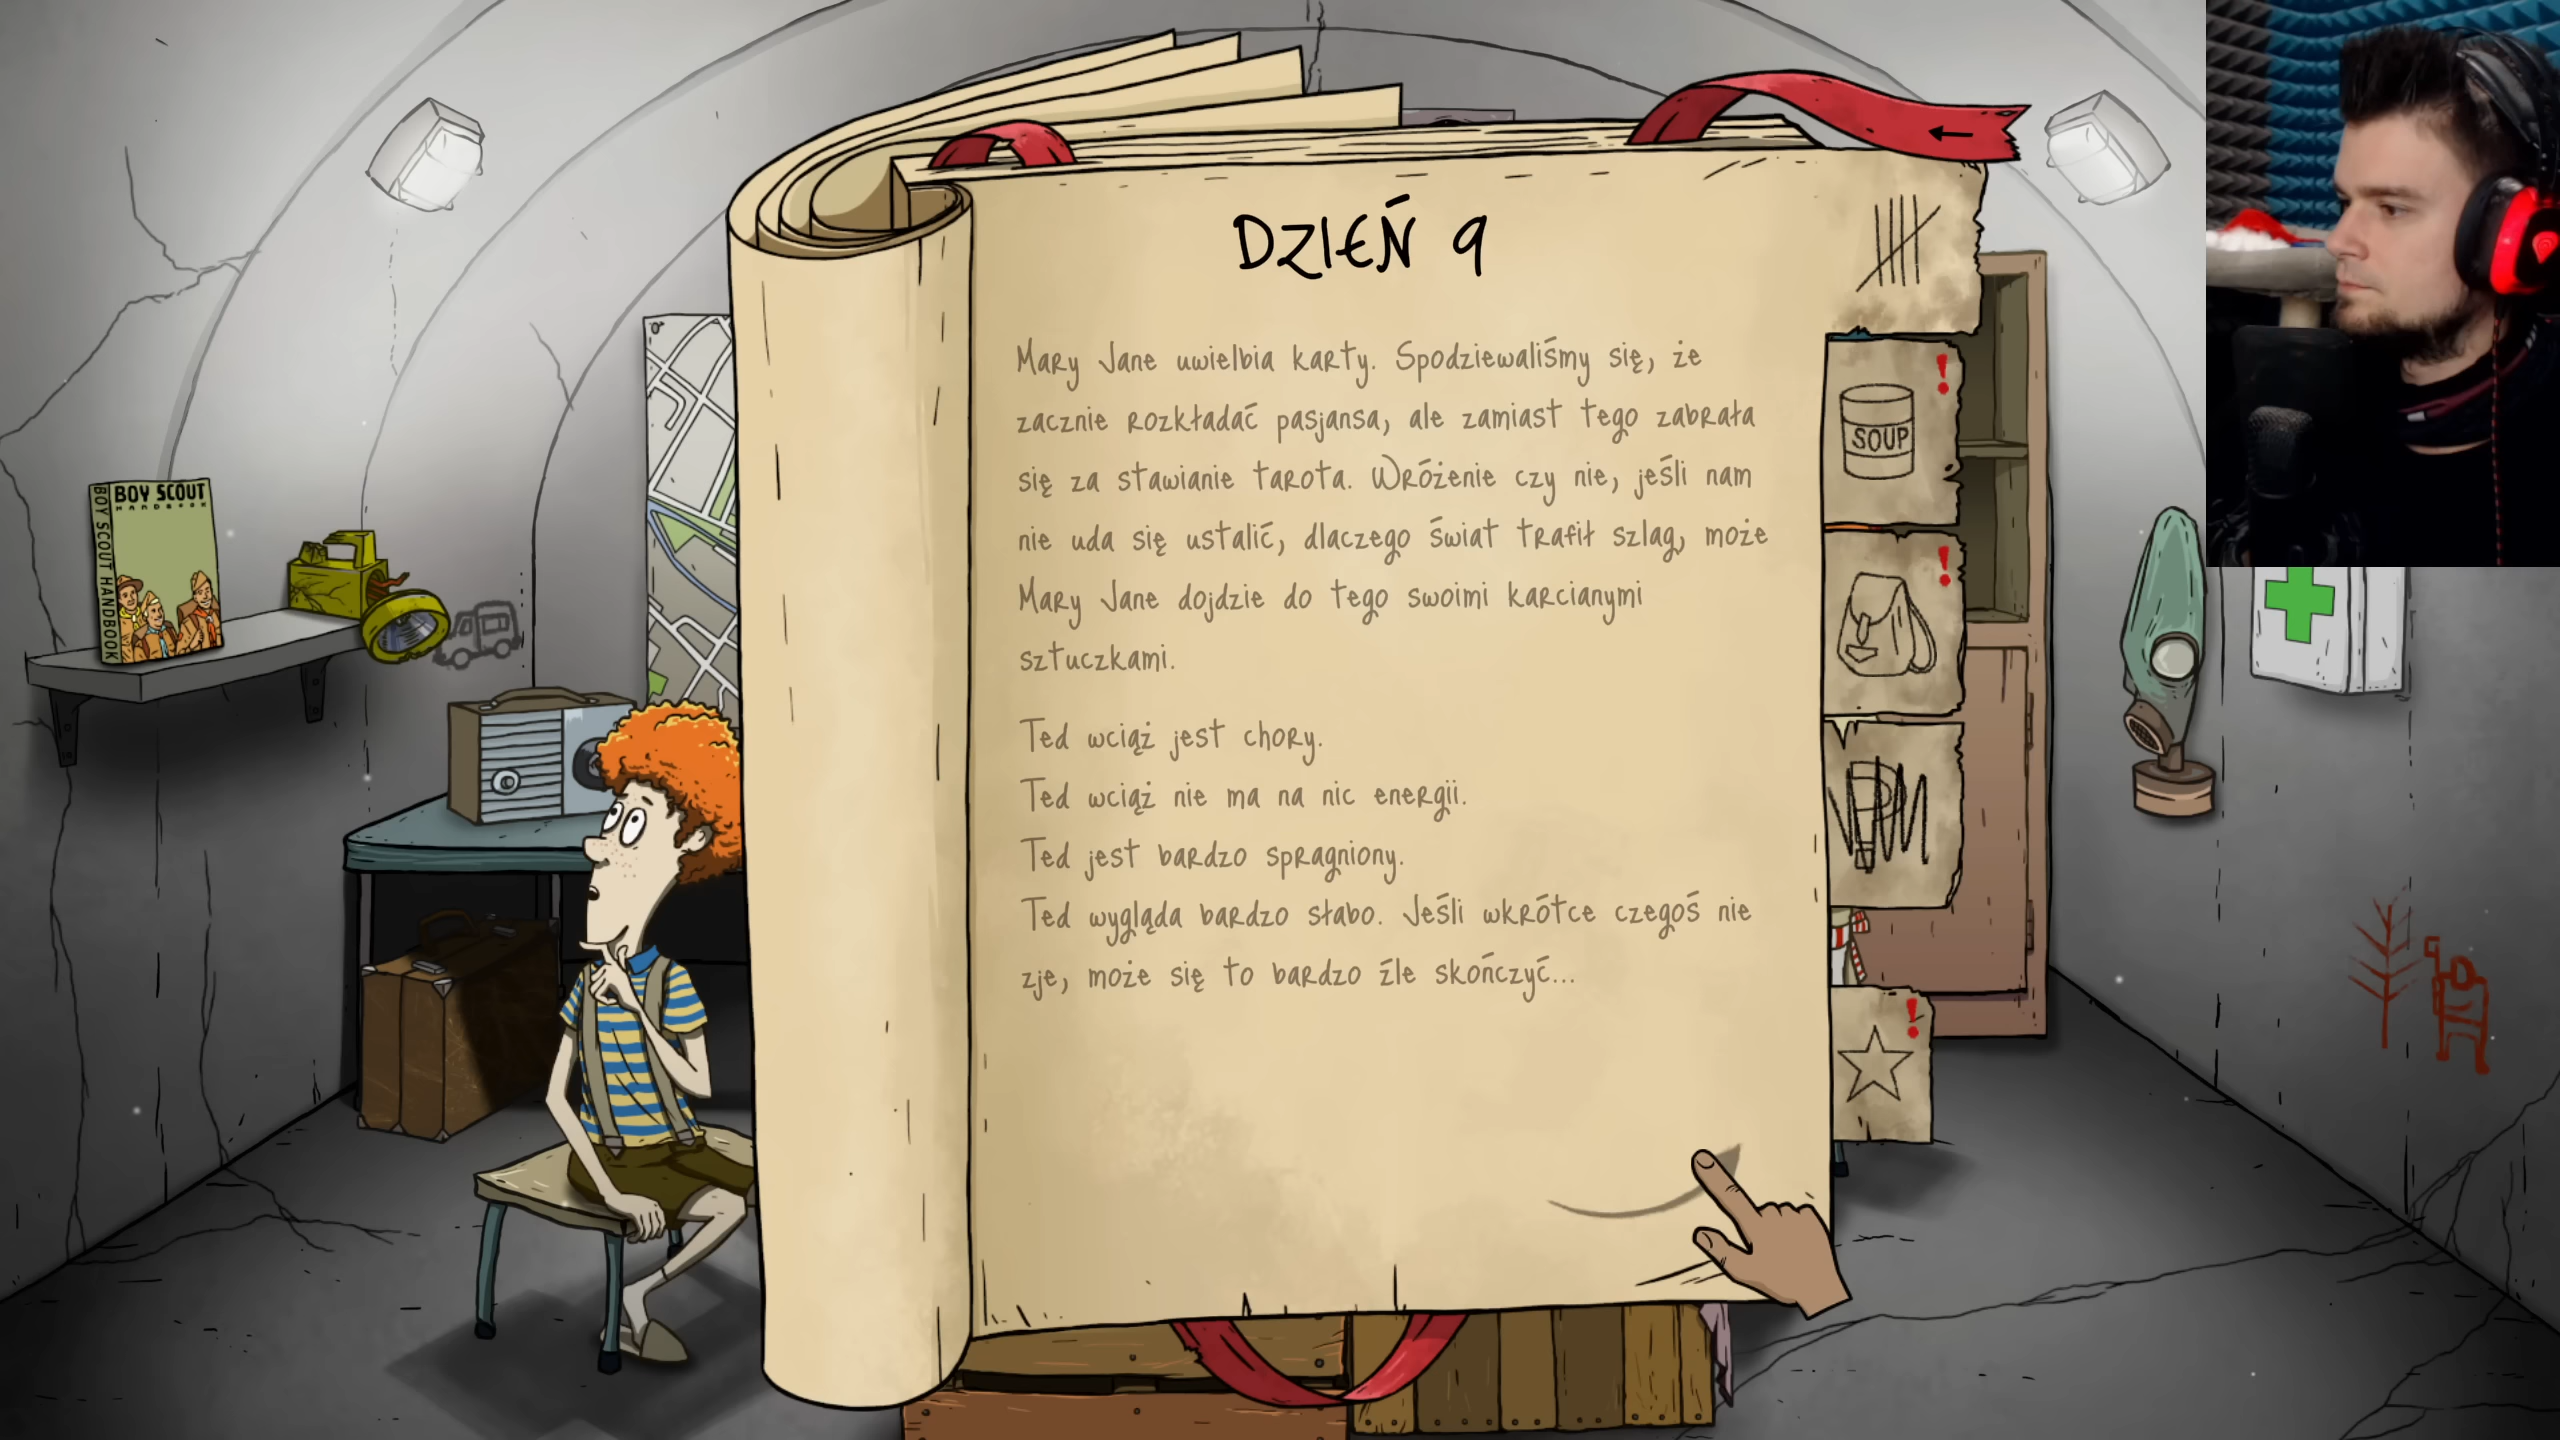 DZIEŃ 9
Mary Jane uwielbia karty. Spodziewaliśmy się, że
zacznie rozkładać pasjansa, ale zamiast tego zabrała
się za stawianie tarota. Wróżenie czy nie, jeśli nam
nie uda się ustalić, dlaczego świat trafił szlag, może
Mary Jane dojdzie do tego swoimi karcianymi
sztuczkami.
Ted wciąż jest chory.
Ted wciąż nie ma na nic energii.
Ted jest bardzo spragniony.
Ted wygląda bardzo słabo. Jeśli wkrótce czegoś nie
zje, może się to bardzo źle skończyć...
!
SOUP
!
!
BOY SCOUT
HANDBOOK
BOY SCOUT HANDBOOK